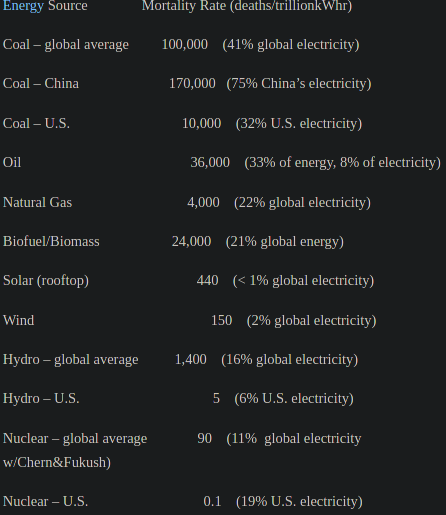 Energy Source Mortality Rate (deaths/trillionkWhr)
Coal – global average 100,000 (41% global electricity)
Coal – China 170,000 (75% China’s electricity)
Coal – U.S. 10,000 (32% U.S. electricity)
Oil 36,000 (33% of energy, 8% of electricity)
Natural Gas 4,000 (22% global electricity)
Biofuel/Biomass 24,000 (21% global energy)
Solar (rooftop) 440 (< 1% global electricity)
Wind 150 (2% global electricity)
Hydro – global average 1,400 (16% global electricity)
Hydro – U.S. 5 (6% U.S. electricity)
Nuclear – global average 90 (11% global electricity
w/Chern&Fukush)
Nuclear – U.S. 0.1 (19% U.S. electricity)